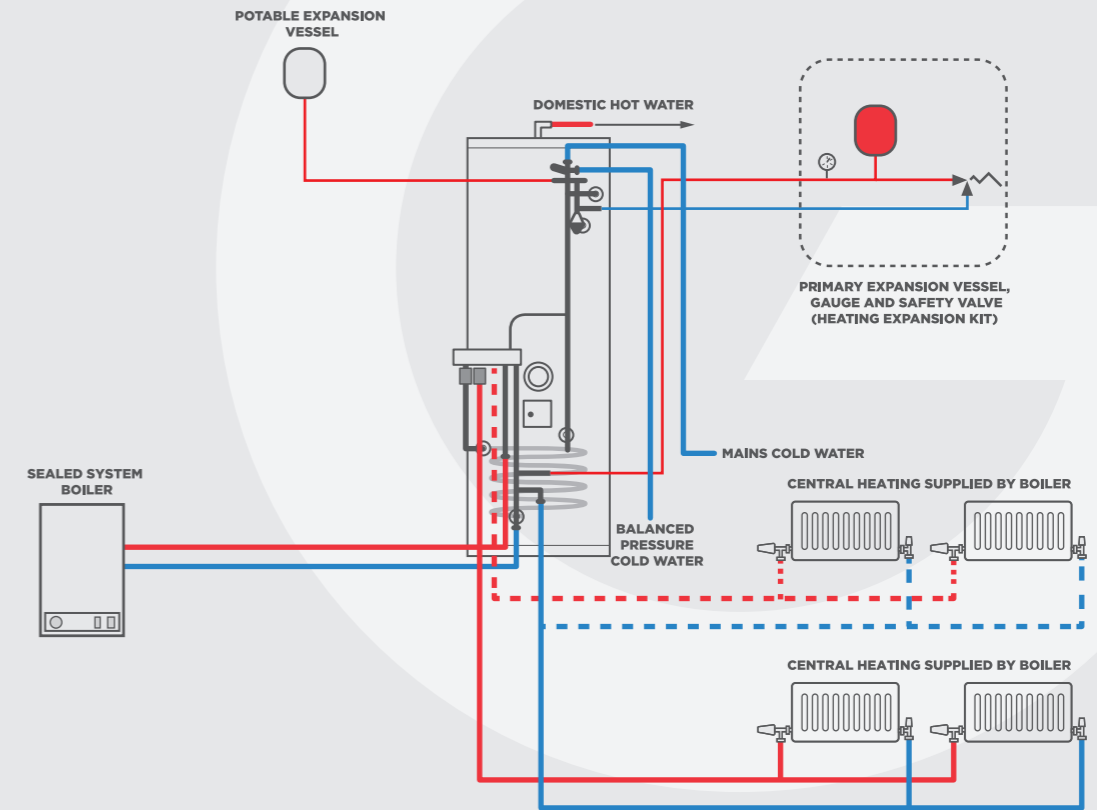 POTABLE EXPANSION
VESSEL
DOMESTIC HOT WATER
PRIMARY EXPANSION VESSEL,
GAUGE AND SAFETY VALVE
(HEATING EXPANSION KIT)
MAINS COLD WATER
SEALED SYSTEM
BOILER
CENTRAL HEATING SUPPLIED BY BOILER
BALANCED
PRESSURE
COLD WATER
CENTRAL HEATING SUPPLIED BY BOILER